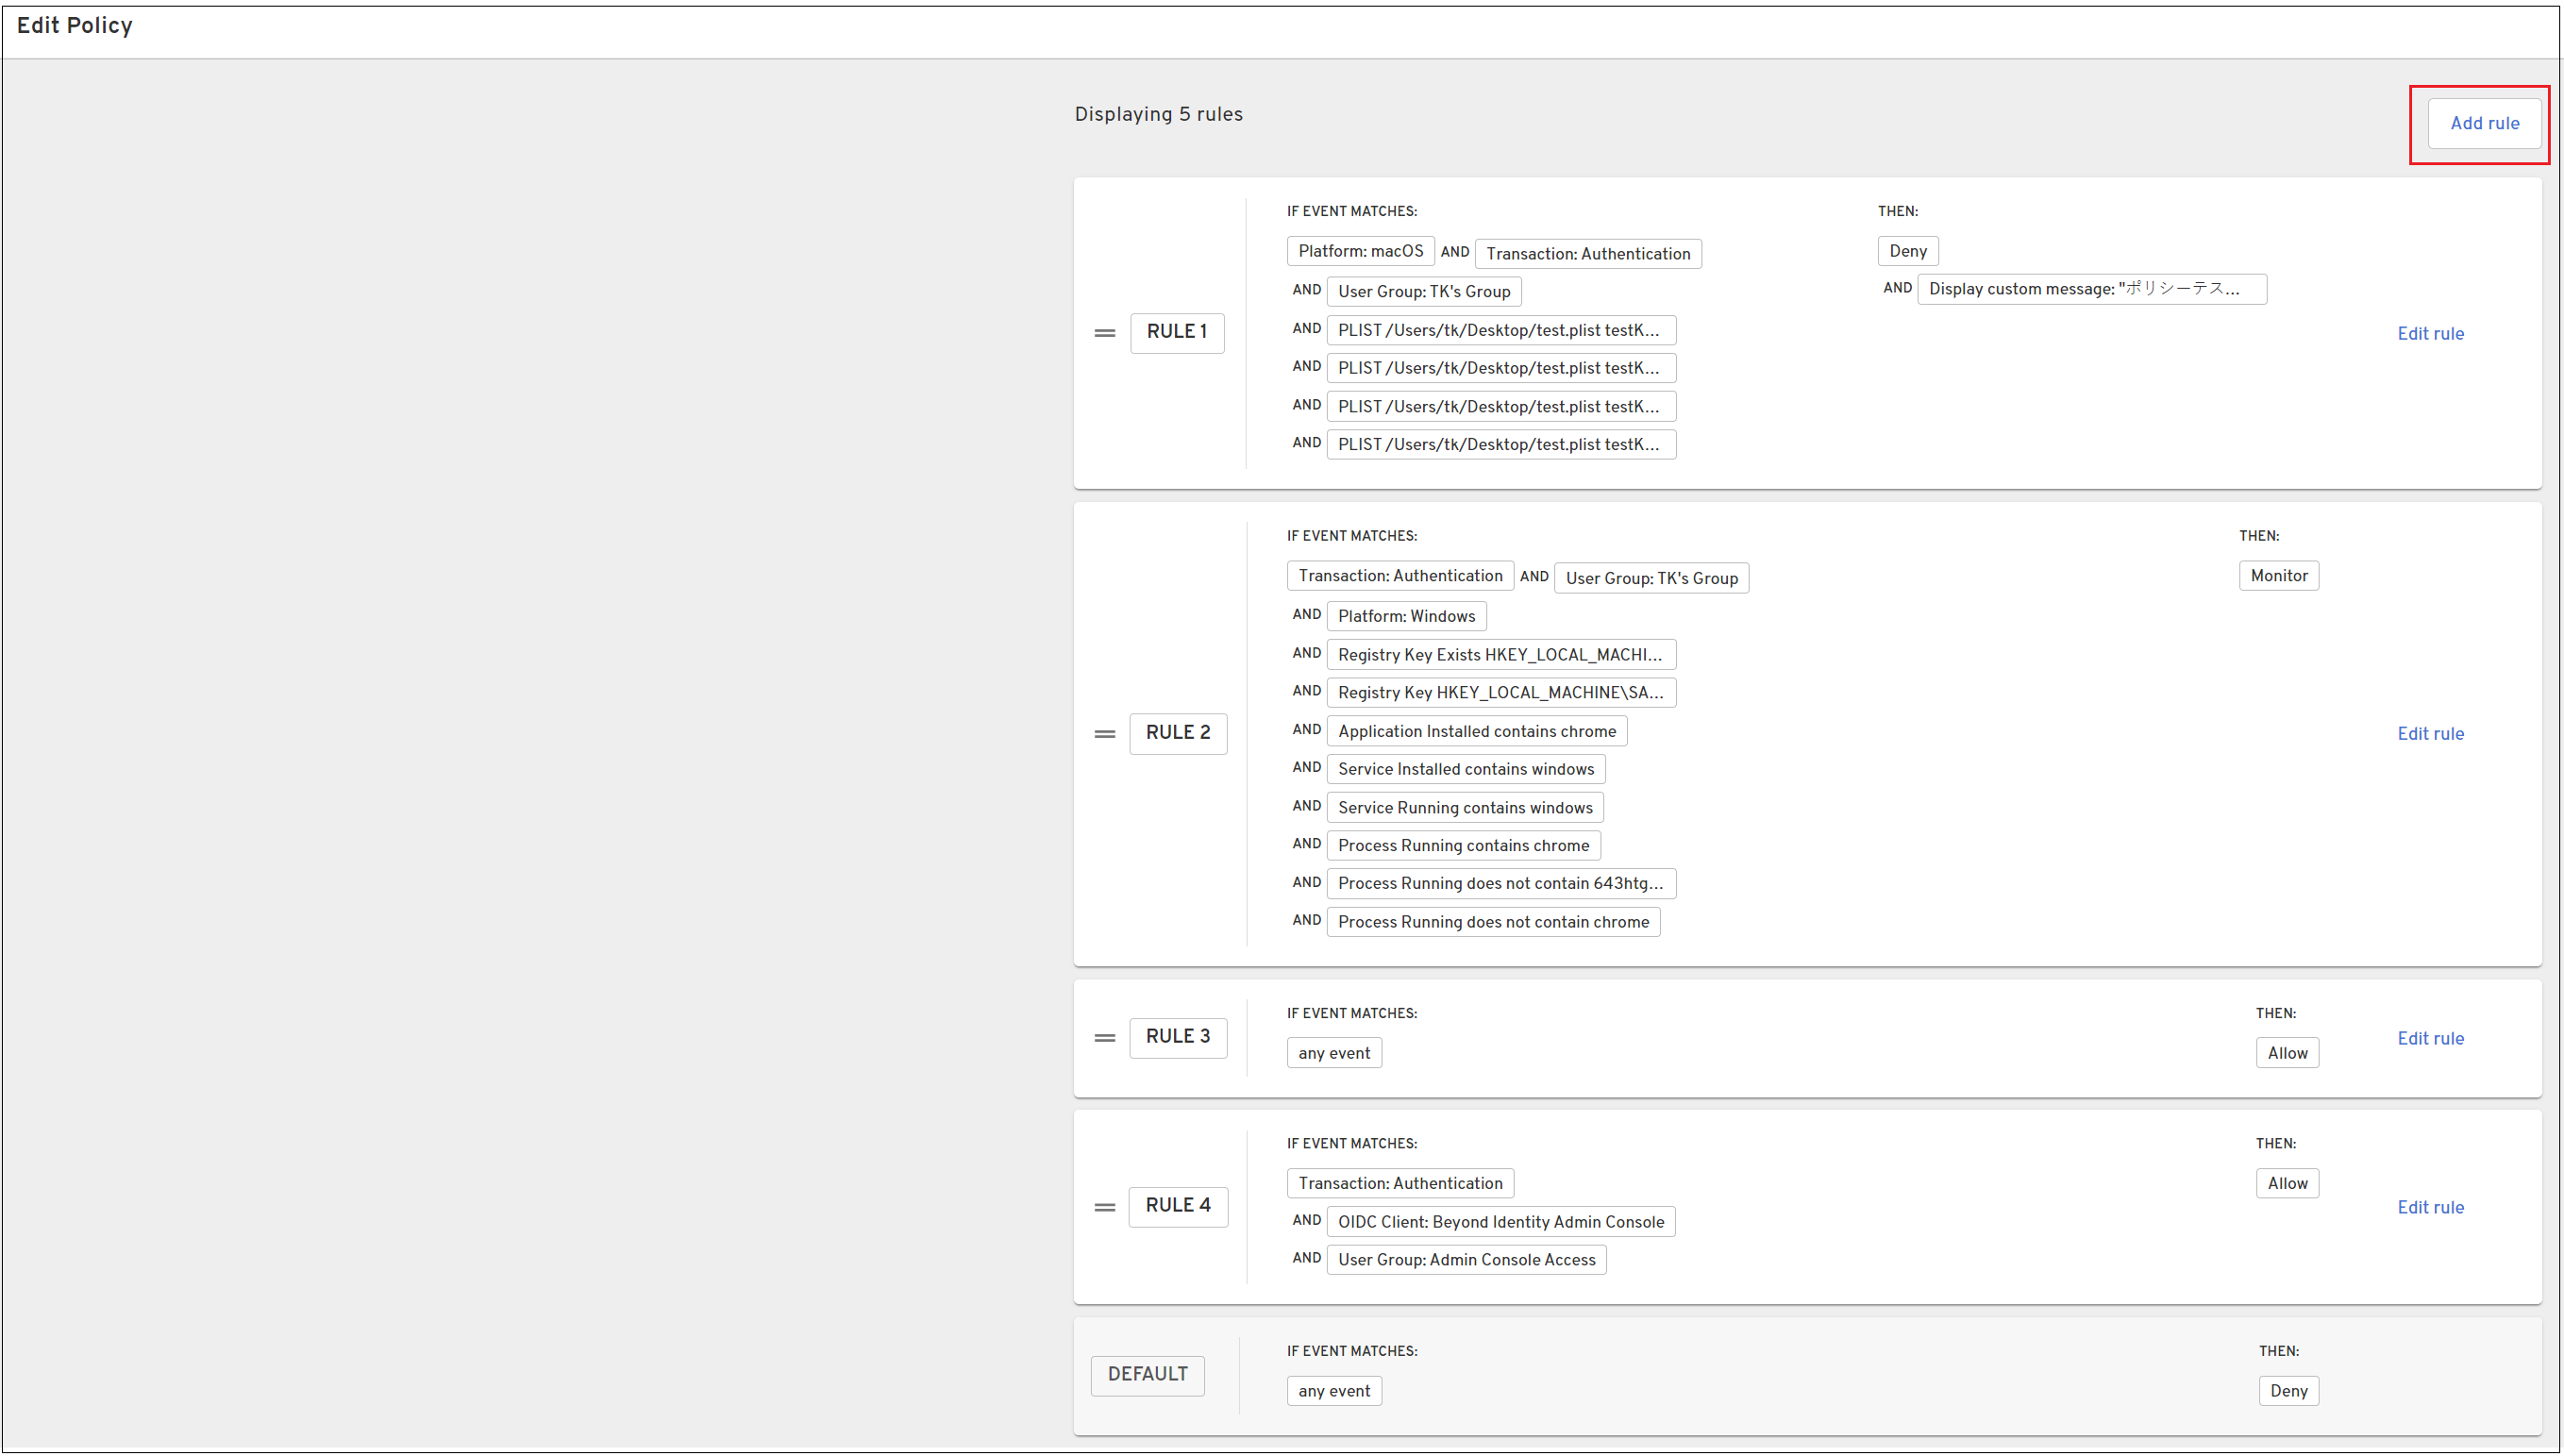 Edit Policy
Displaying 5 rules
Add rule
RULE 1
IF EVENT MATCHES:
Platform: macOS AND Transaction: Authentication
AND User Group: TK's Group
AND PLIST /Users/tk/Desktop/test.plist testK...
AND PLIST /Users/tk/Desktop/test.plist testK...
AND PLIST /Users/tk/Desktop/test.plist testK...
AND PLIST /Users/tk/Desktop/test.plist testK...
THEN:
Deny
AND Display custom message: "ポリシーテス...
Edit rule
RULE 2
IF EVENT MATCHES:
Transaction: Authentication AND User Group: TK's Group
AND Platform: Windows
AND Registry Key Exists HKEY_LOCAL_MACHI...
AND Registry Key HKEY_LOCAL_MACHINE\SA...
AND Application Installed contains chrome
AND Service Installed contains windows
AND Service Running contains windows
AND Process Running contains chrome
AND Process Running does not contain 643htg...
AND Process Running does not contain chrome
THEN:
Monitor
Edit rule
RULE 3
IF EVENT MATCHES:
any event
THEN:
Allow
Edit rule
RULE 4
IF EVENT MATCHES:
Transaction: Authentication
AND OIDC Client: Beyond Identity Admin Console
AND User Group: Admin Console Access
THEN:
Allow
Edit rule
DEFAULT
IF EVENT MATCHES:
any event
THEN:
Deny